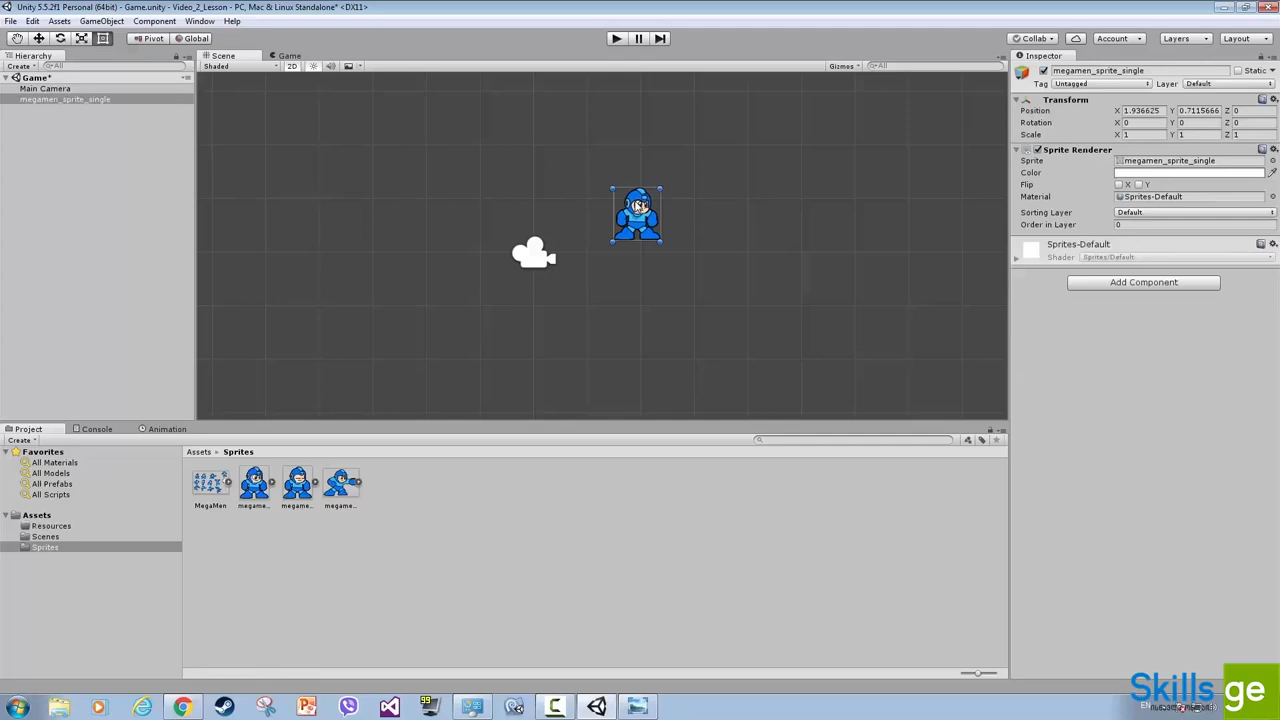 Unity 5.5.2f1 Personal (64bit) - Game.unity - Video_2_Lesson - PC, Mac & Linux Standalone* <DX11>
File Edit Assets GameObject Component Window Help
Pivot Global Collab Account Layers Layout
Hierarchy Scene Game Inspector
Create All Shaded 2D Gizmos All
megamen_sprite_single Static
Game*
Tag Untagged Layer Default
Main Camera
megamen_sprite_single
Transform
Position X 1.936625 Y 0.7115666 Z 0
Rotation X 0 Y 0 Z 0
Scale X 1 Y 1 Z 1
Sprite Renderer
Sprite megamen_sprite_single
Color
Flip X Y
Material Sprites-Default
Sorting Layer Default
Order in Layer 0
Sprites-Default
Shader Sprites/Default
Add Component
Project Console Animation
Create
Favorites
All Materials
All Models
All Prefabs
All Scripts
Assets
Resources
Scenes
Sprites
Assets Sprites
MegaMen megame... megame... megame...
Skills ge
99
EN